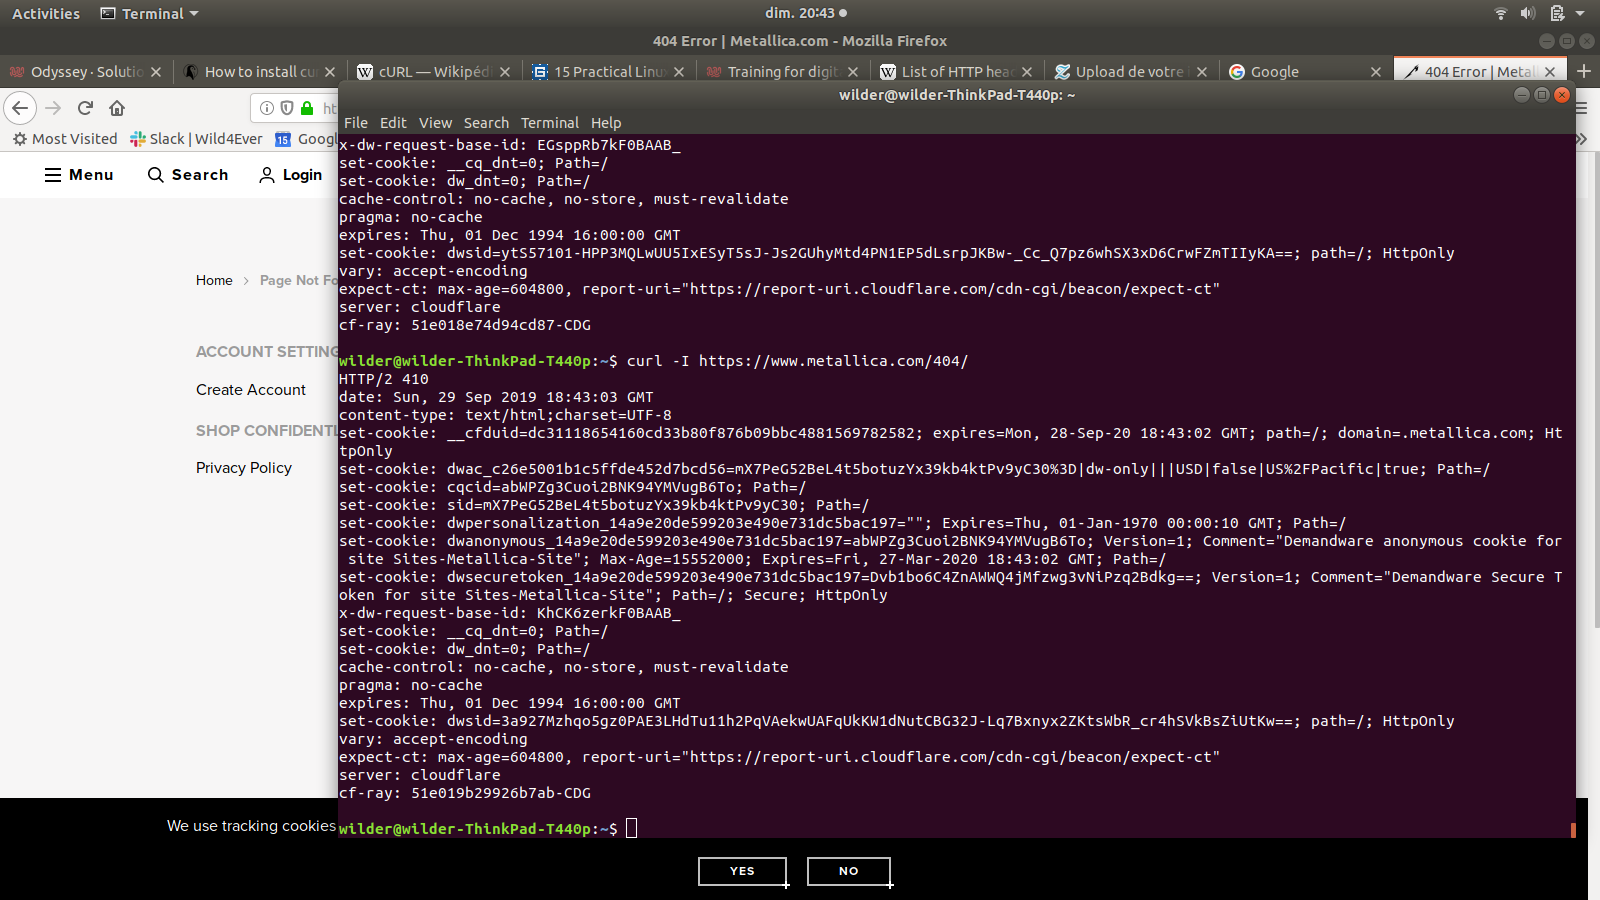 Activities Terminal dim. 20:43
404 Error | Metallica.com - Mozilla Firefox
Odyssey · Solutio How to install cu cURL — Wikipéd 15 Practical Linu Training for digit List of HTTP hea Upload de votre Google 404 Error | Metal
wilder@wilder-ThinkPad-T440p: ~
File Edit View Search Terminal Help
Most Visited Slack | Wild4Ever Googl
Menu Search Login
Home > Page Not Fo
ACCOUNT SETTING
Create Account
SHOP CONFIDENTI
Privacy Policy
x-dw-request-base-id: EGsppRb7kF0BAAB_
set-cookie: __cq_dnt=0; Path=/
set-cookie: dw_dnt=0; Path=/
cache-control: no-cache, no-store, must-revalidate
pragma: no-cache
expires: Thu, 01 Dec 1994 16:00:00 GMT
set-cookie: dwsid=ytS57101-HPP3MQLwUU5IxESyT5sJ-Js2GUhyMtd4PN1EP5dLsrpJKBw-_Cc_Q7pz6whSX3xD6CrwFZmTIIyKA==; path=/; HttpOnly
vary: accept-encoding
expect-ct: max-age=604800, report-uri="https://report-uri.cloudflare.com/cdn-cgi/beacon/expect-ct"
server: cloudflare
cf-ray: 51e018e74d94cd87-CDG
wilder@wilder-ThinkPad-T440p:~$ curl -I https://www.metallica.com/404/
HTTP/2 410
date: Sun, 29 Sep 2019 18:43:03 GMT
content-type: text/html;charset=UTF-8
set-cookie: __cfduid=dc31118654160cd33b80f876b09bbc4881569782582; expires=Mon, 28-Sep-20 18:43:02 GMT; path=/; domain=.metallica.com; Ht
tpOnly
set-cookie: dwac_c26e5001b1c5ffde452d7bcd56=mX7PeG52BeL4t5botuzYx39kb4ktPv9yC30%3D|dw-only|||USD|false|US%2FPacific|true; Path=/
set-cookie: cqcid=abWPZg3Cuoi2BNK94YMVugB6To; Path=/
set-cookie: sid=mX7PeG52BeL4t5botuzYx39kb4ktPv9yC30; Path=/
set-cookie: dwpersonalization_14a9e20de599203e490e731dc5bac197=""; Expires=Thu, 01-Jan-1970 00:00:10 GMT; Path=/
set-cookie: dwanonymous_14a9e20de599203e490e731dc5bac197=abWPZg3Cuoi2BNK94YMVugB6To; Version=1; Comment="Demandware anonymous cookie for
 site Sites-Metallica-Site"; Max-Age=15552000; Expires=Fri, 27-Mar-2020 18:43:02 GMT; Path=/
set-cookie: dwsecuretoken_14a9e20de599203e490e731dc5bac197=Dvb1bo6C4ZnAWWQ4jMfzwg3vNiPzq2Bdkg==; Version=1; Comment="Demandware Secure T
oken for site Sites-Metallica-Site"; Path=/; Secure; HttpOnly
x-dw-request-base-id: KhCK6zerkF0BAAB_
set-cookie: __cq_dnt=0; Path=/
set-cookie: dw_dnt=0; Path=/
cache-control: no-cache, no-store, must-revalidate
pragma: no-cache
expires: Thu, 01 Dec 1994 16:00:00 GMT
set-cookie: dwsid=3a927Mzhqo5gz0PAE3LHdTu11h2PqVAekwUAFqUkKW1dNutCBG32J-Lq7Bxnyx2ZKtsWbR_cr4hSVkBsZiUtKw==; path=/; HttpOnly
vary: accept-encoding
expect-ct: max-age=604800, report-uri="https://report-uri.cloudflare.com/cdn-cgi/beacon/expect-ct"
server: cloudflare
cf-ray: 51e019b29926b7ab-CDG
wilder@wilder-ThinkPad-T440p:~$
We use tracking cookies
YES NO